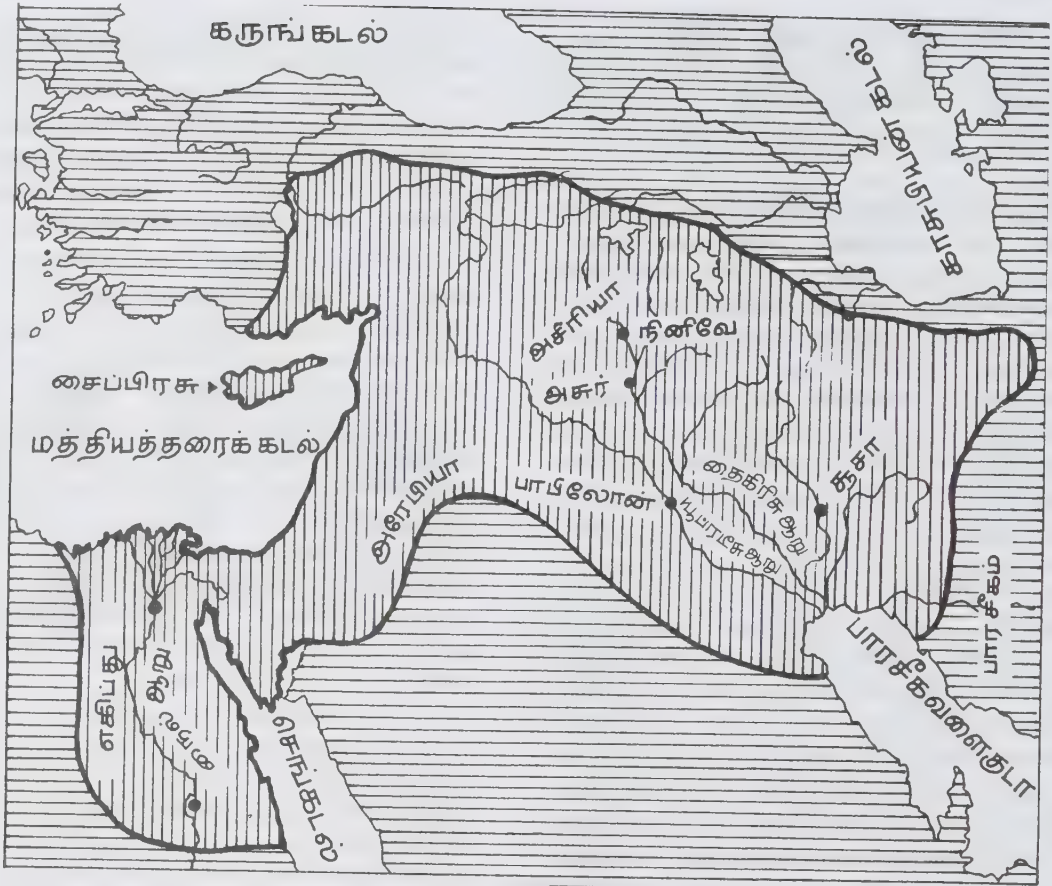 கருங்கடல்
காசுபியன் கடல்
அசீரியா
நினிவே
அசுர்
சைப்பிரசு
மத்தியத்தரைக்கடல்
அரேமியா
பாபிலோன்
தைகிரிசு ஆறு
யூப்ரடீசு ஆறு
சூசா
பாரசீகம்
பாரசீகவளைகுடா
எகிப்து
நைல் ஆறு
செங்கடல்